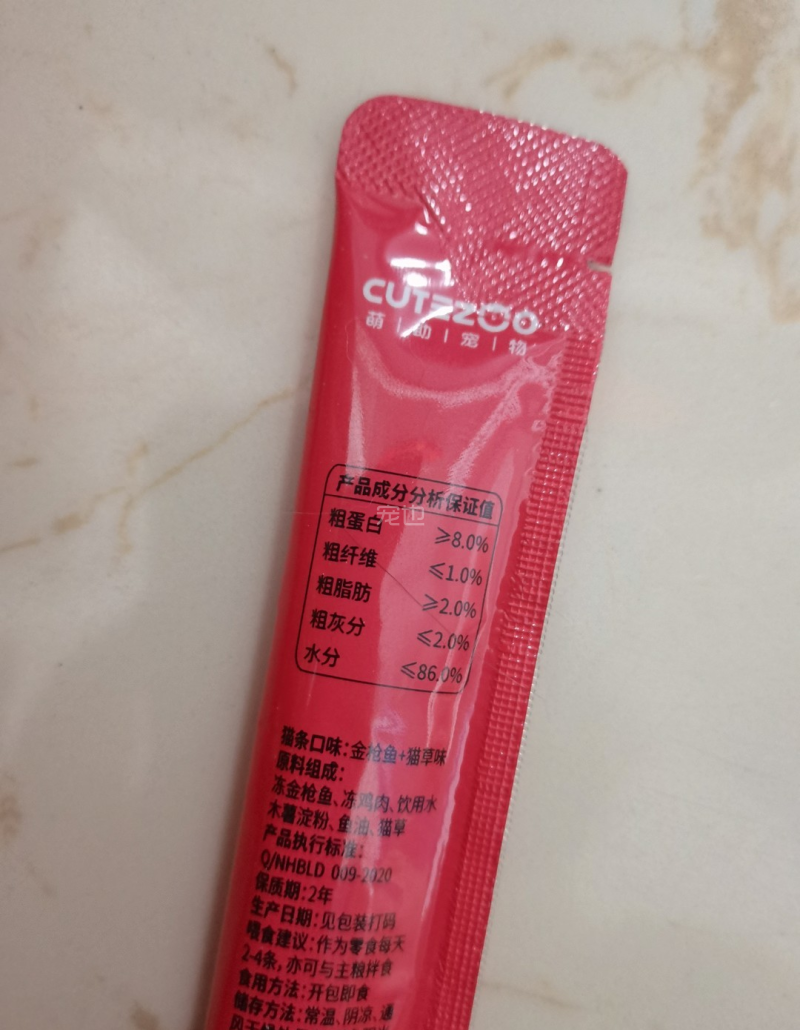 CUTEZOO
萌|动|宠|物
产品成分分析保证值
宠也
粗蛋白 ≥8.0%
粗纤维 ≤1.0%
粗脂肪 ≥2.0%
粗灰分 ≤2.0%
水分 ≤86.0%
猫条口味:金枪鱼+猫草味
原料组成:
冻金枪鱼、冻鸡肉、饮用水
木薯淀粉、鱼油、猫草
产品执行标准:
Q/NHBLD 009-2020
保质期:2年
生产日期:见包装打码
喂食建议:作为零食每天
2-4条,亦可与主粮拌食
食用方法:开包即食
储存方法:常温、阴凉、通